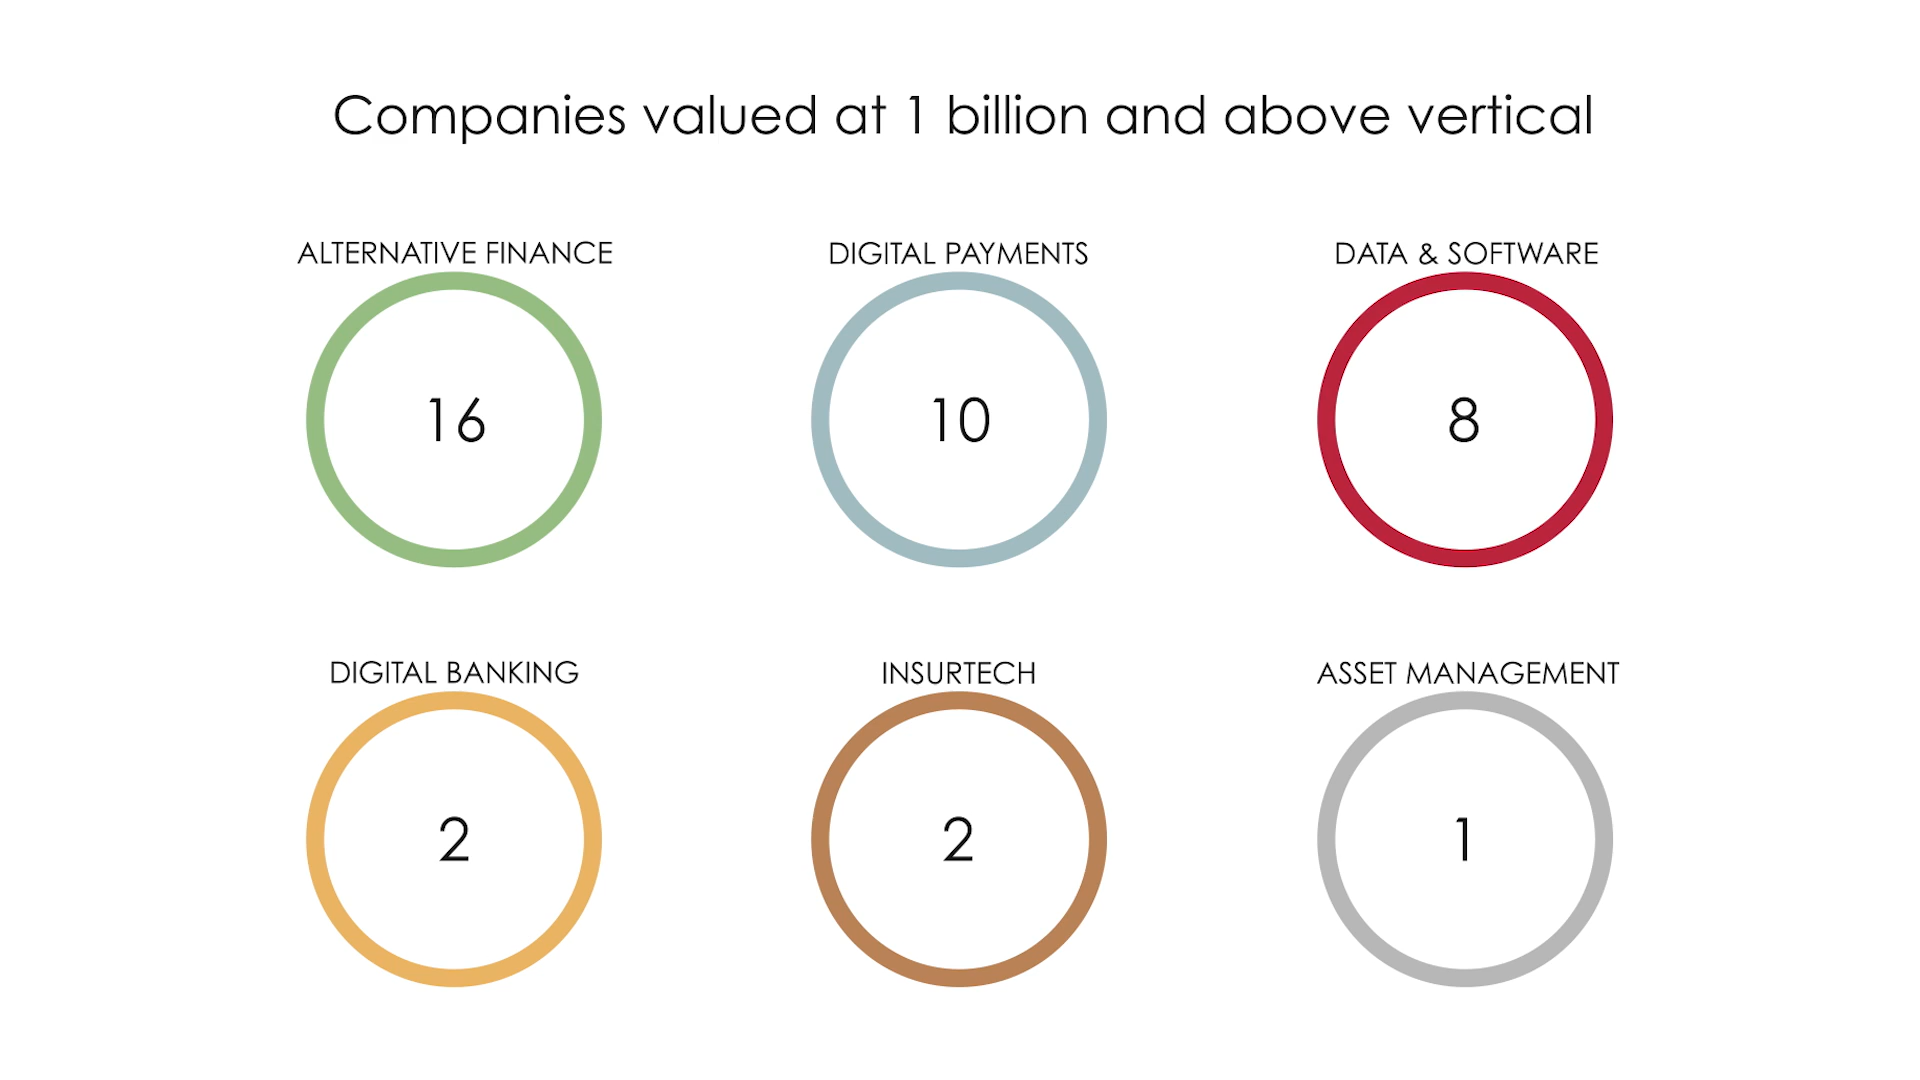 Companies valued at 1 billion and above vertical
ALTERNATIVE FINANCE
DIGITAL PAYMENTS
DATA & SOFTWARE
16
10
8
DIGITAL BANKING
INSURTECH
ASSET MANAGEMENT
2
2
1